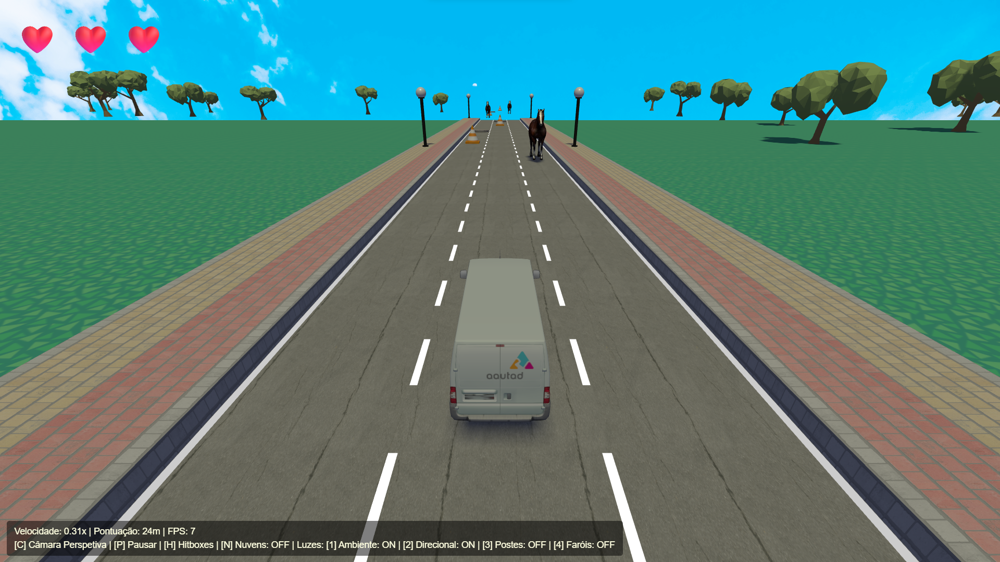 aautad
Velocidade: 0.31x | Pontuação: 24m | FPS: 7
[C] Câmara Perspetiva | [P] Pausar | [H] Hitboxes | [N] Nuvens: OFF | Luzes: [1] Ambiente: ON | [2] Direcional: ON | [3] Postes: OFF | [4] Faróis: OFF